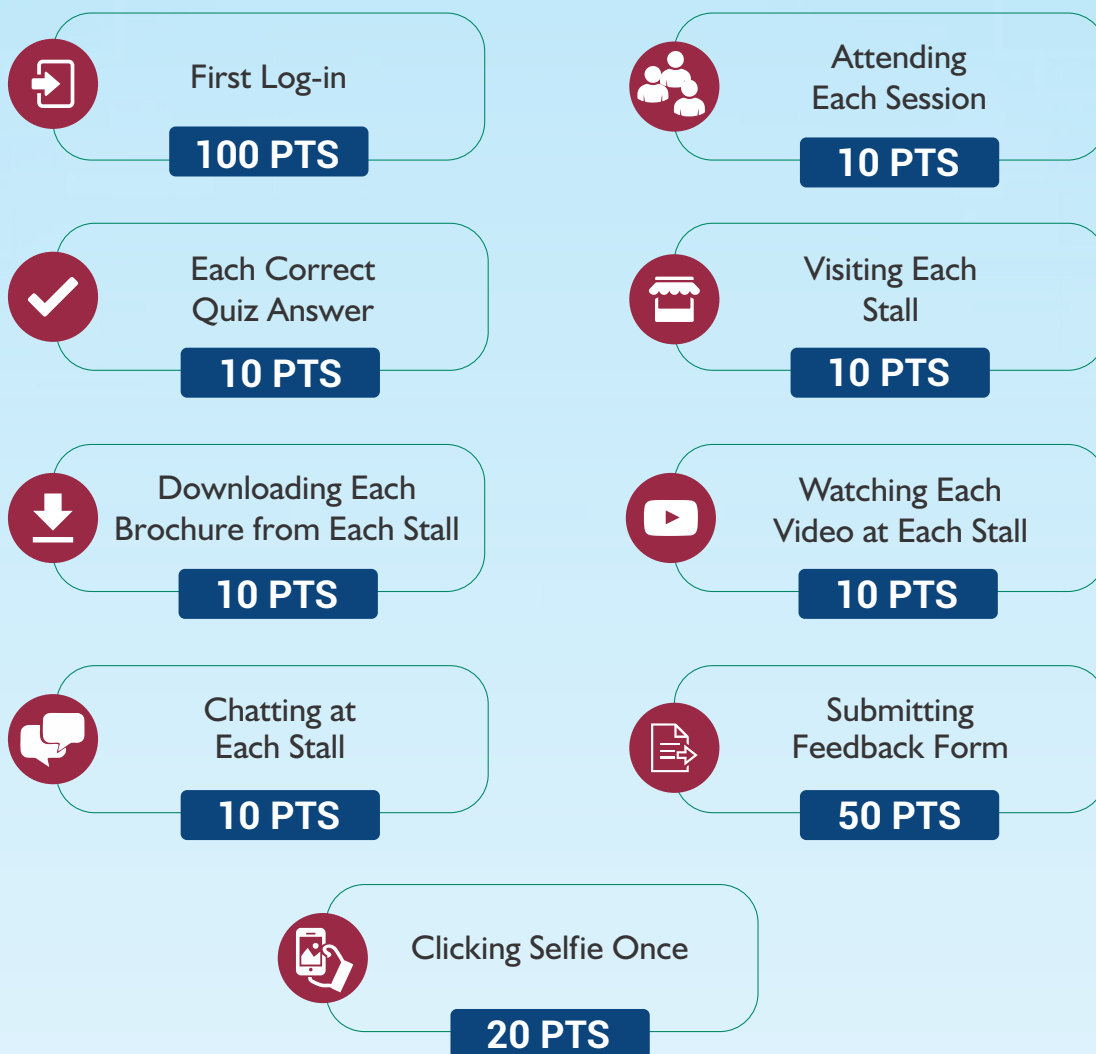 First Log-in
100 PTS
Attending
Each Session
10 PTS
Each Correct
Quiz Answer
10 PTS
Visiting Each
Stall
10 PTS
Downloading Each
Brochure from Each Stall
10 PTS
Watching Each
Video at Each Stall
10 PTS
Chatting at
Each Stall
10 PTS
Submitting
Feedback Form
50 PTS
Clicking Selfie Once
20 PTS